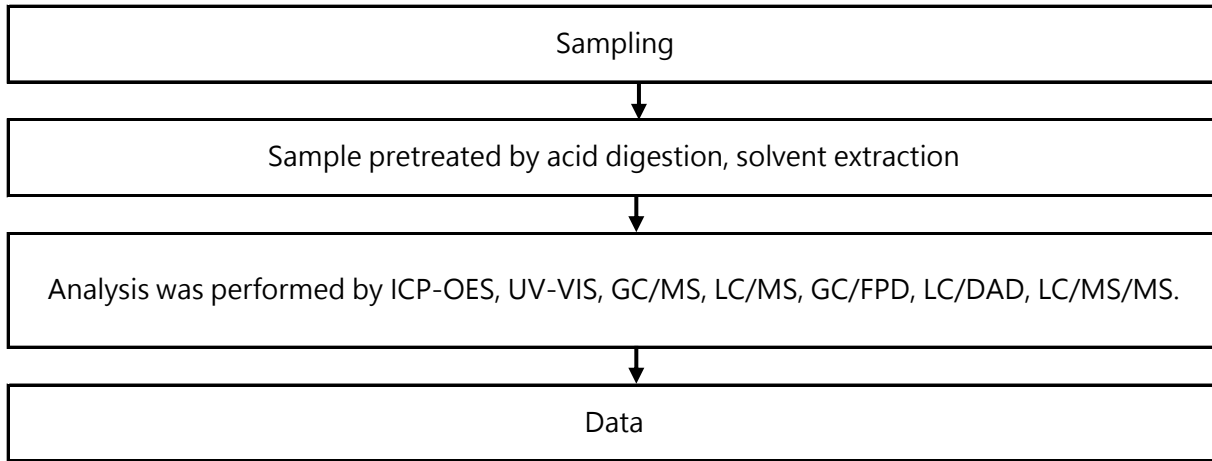 Sampling
Sample pretreated by acid digestion, solvent extraction
Analysis was performed by ICP-OES, UV-VIS, GC/MS, LC/MS, GC/FPD, LC/DAD, LC/MS/MS.
Data